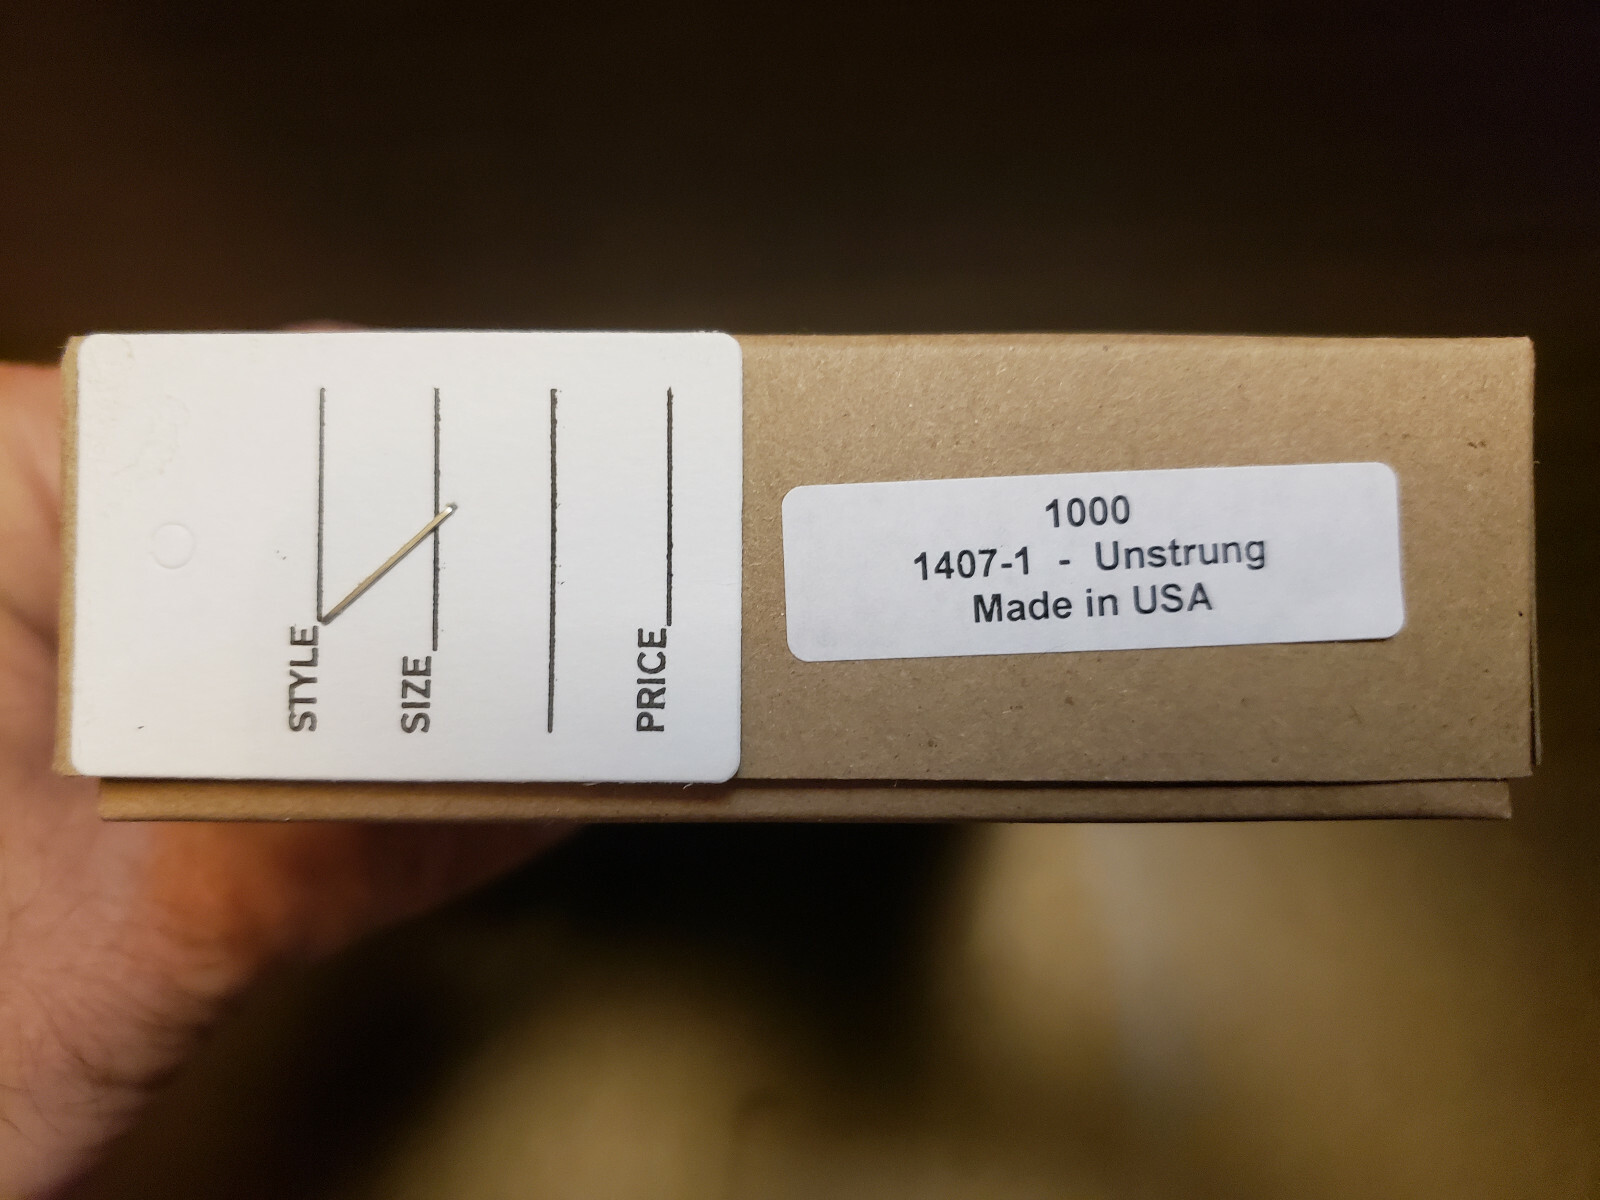 STYLE
SIZE
PRICE
1000
1407-1 - Unstrung
Made in USA